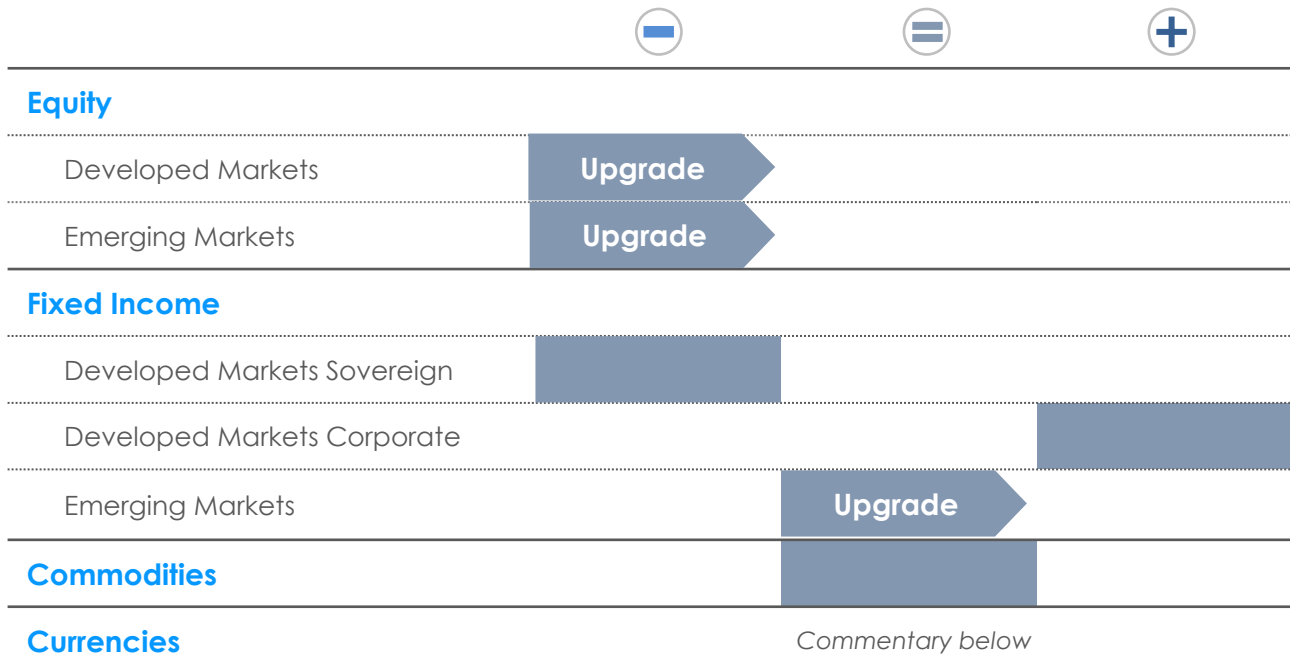 Equity
Developed Markets Upgrade
Emerging Markets Upgrade
Fixed Income
Developed Markets Sovereign
Developed Markets Corporate
Emerging Markets Upgrade
Commodities
Currencies Commentary below